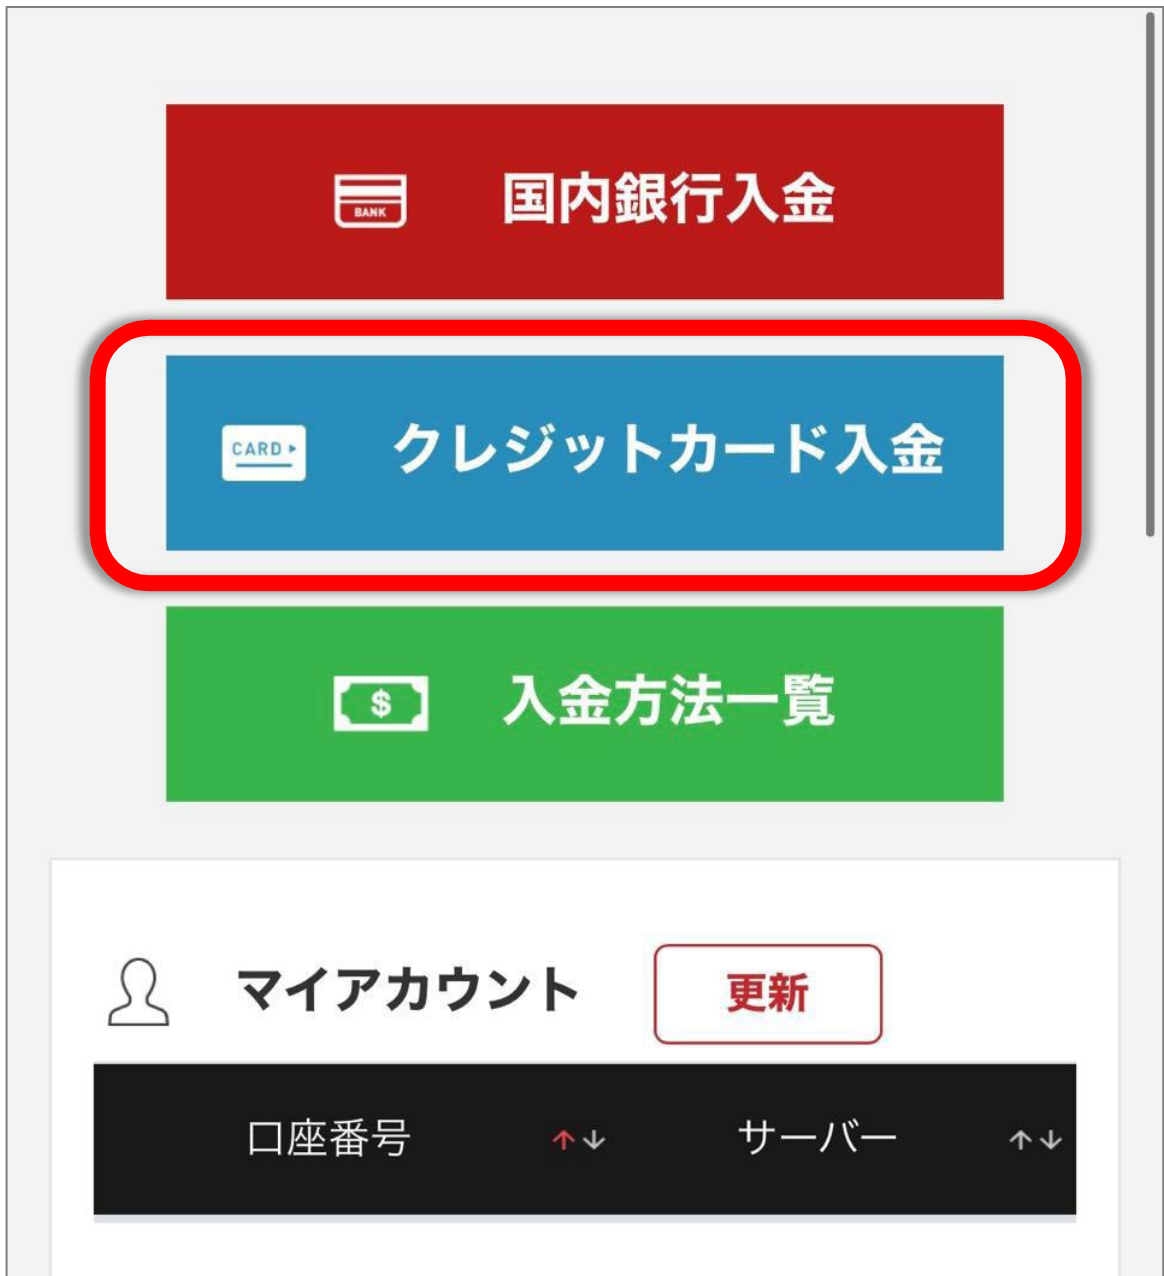 BANK 国内銀行入金
CARD クレジットカード入金
$ 入金方法一覧
マイアカウント 更新
口座番号 ↑↓ サーバー ↑↓